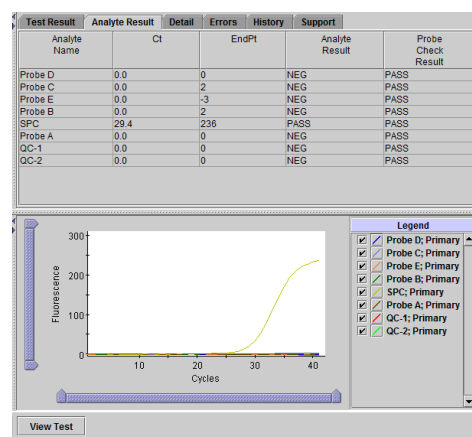 Test Result Analyte Result Detail Errors History Support
Analyte Name Ct EndPt Analyte Result Probe Check Result
Probe D 0.0 0 NEG PASS
Probe C 0.0 2 NEG PASS
Probe E 0.0 -3 NEG PASS
Probe B 0.0 2 NEG PASS
SPC 29.4 236 PASS PASS
Probe A 0.0 0 NEG PASS
QC-1 0.0 0 NEG PASS
QC-2 0.0 0 NEG PASS
Fluorescence
300
200
100
0
10 20 30 40
Cycles
Legend
Probe D; Primary
Probe C; Primary
Probe E; Primary
Probe B; Primary
SPC; Primary
Probe A; Primary
QC-1; Primary
QC-2; Primary
View Test